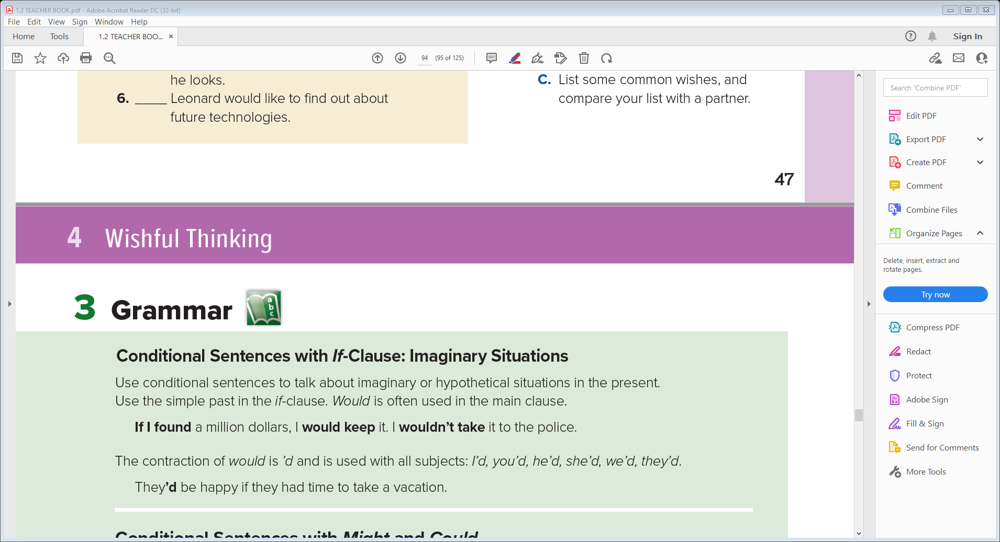 1.2 TEACHER BOOK.pdf - Adobe Acrobat Reader DC (32-bit)
File Edit View Sign Window Help
Home Tools 1.2 TEACHER BOO... × Sign In
94 (95 of 125)
he looks.
6. ____ Leonard would like to find out about
future technologies.
C. List some common wishes, and
compare your list with a partner.
47
4 Wishful Thinking
3 Grammar
a
b
c
Conditional Sentences with If-Clause: Imaginary Situations
Use conditional sentences to talk about imaginary or hypothetical situations in the present.
Use the simple past in the if-clause. Would is often used in the main clause.
If I found a million dollars, I would keep it. I wouldn't take it to the police.
The contraction of would is 'd and is used with all subjects: I'd, you'd, he'd, she'd, we'd, they'd.
They'd be happy if they had time to take a vacation.
Conditional Sentences with Might and Could
Search 'Combine PDF'
Edit PDF
Export PDF
Create PDF
Comment
Combine Files
Organize Pages
Delete, insert, extract and
rotate pages.
Try now
Compress PDF
Redact
Protect
Adobe Sign
Fill & Sign
Send for Comments
More Tools